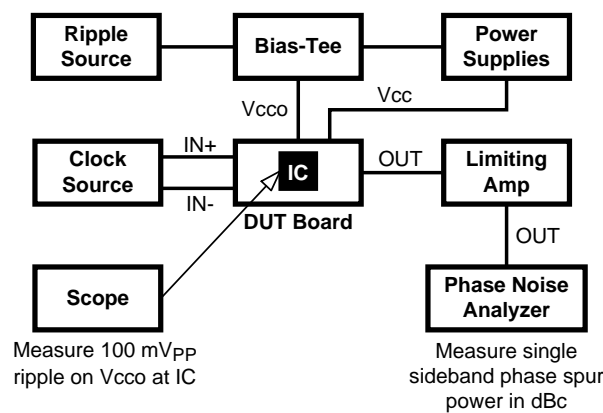 Ripple
Source
Bias-Tee
Power
Supplies
Vcco
Vcc
Clock
Source
IN+
IN-
IC
DUT Board
OUT
Limiting
Amp
OUT
Scope
Phase Noise
Analyzer
Measure 100 mVPP
ripple on Vcco at IC
Measure single
sideband phase spur
power in dBc